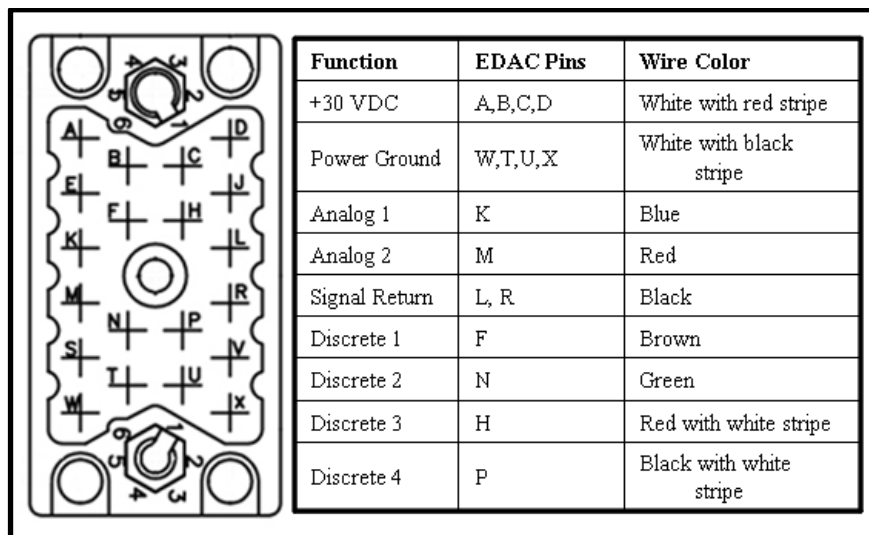 4 3
5 2
6 1
A D
B C
E J
F H
K L
M R
N P
S V
T U
W X
6 1
5 2
4 3
Function EDAC Pins Wire Color
+30 VDC A,B,C,D White with red stripe
Power Ground W,T,U,X White with black
stripe
Analog 1 K Blue
Analog 2 M Red
Signal Return L, R Black
Discrete 1 F Brown
Discrete 2 N Green
Discrete 3 H Red with white stripe
Discrete 4 P Black with white
stripe